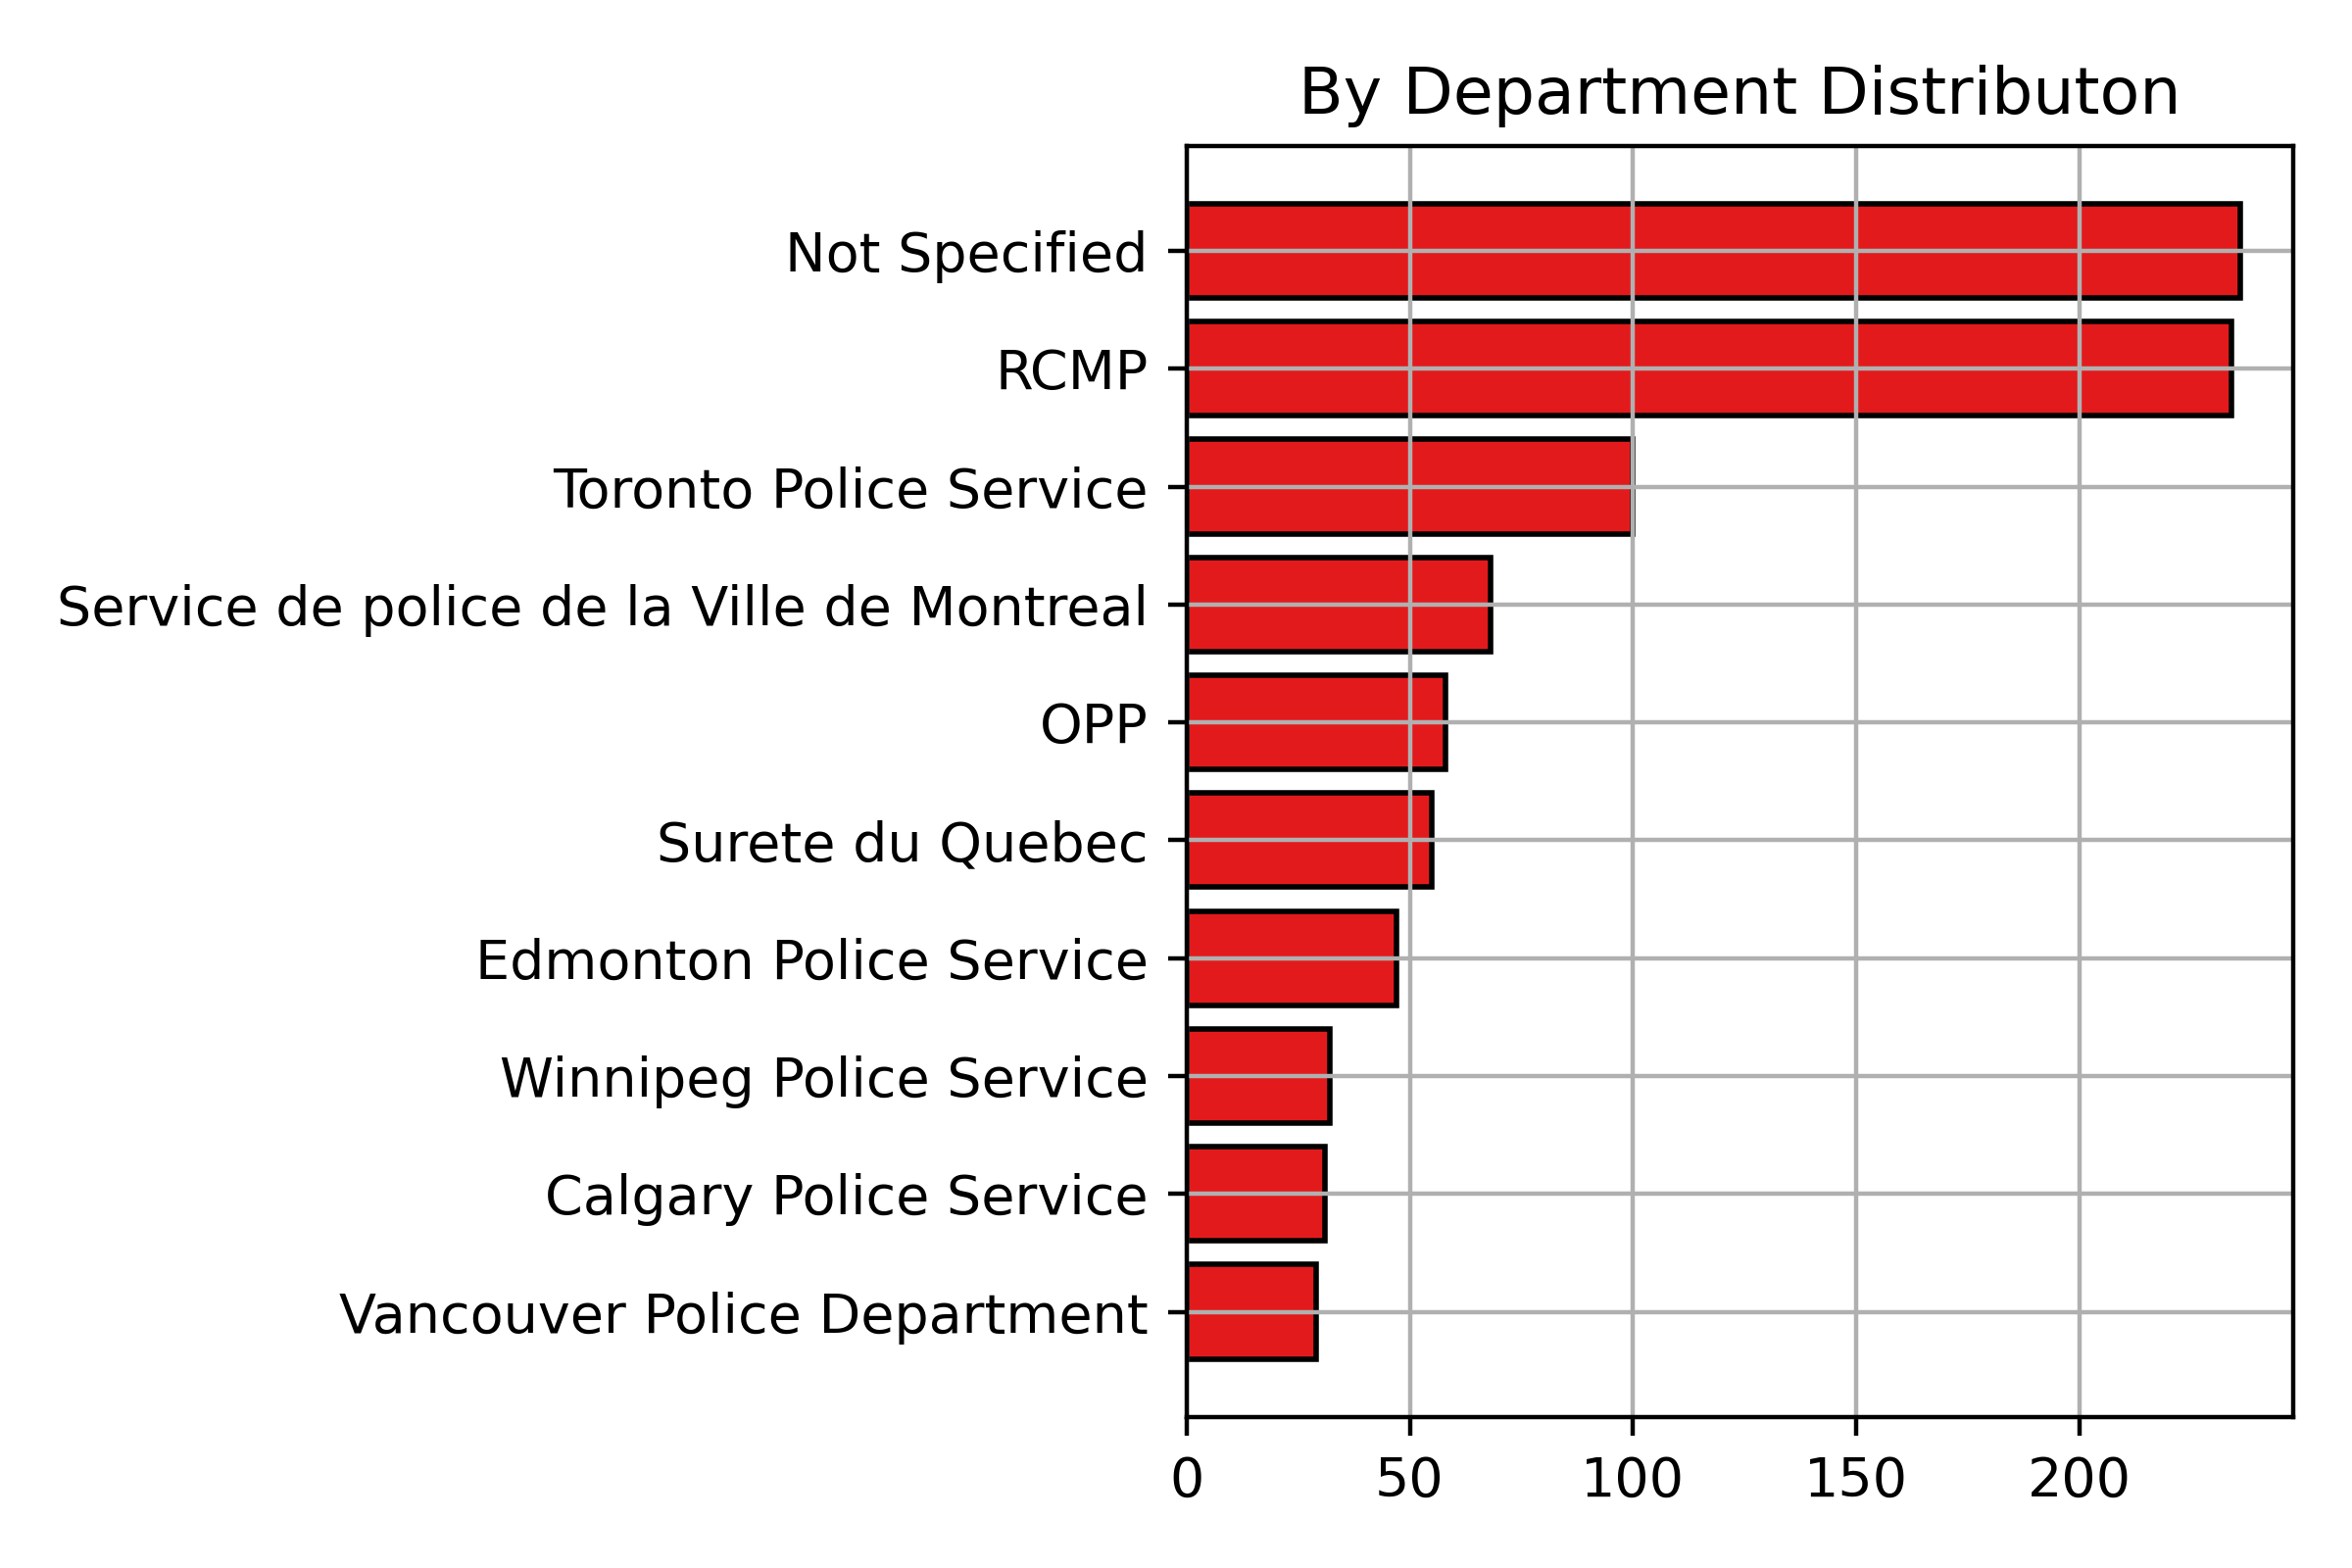 By Department Distributon
Not Specified
RCMP
Toronto Police Service
Service de police de la Ville de Montreal
OPP
Surete du Quebec
Edmonton Police Service
Winnipeg Police Service
Calgary Police Service
Vancouver Police Department
0 50 100 150 200